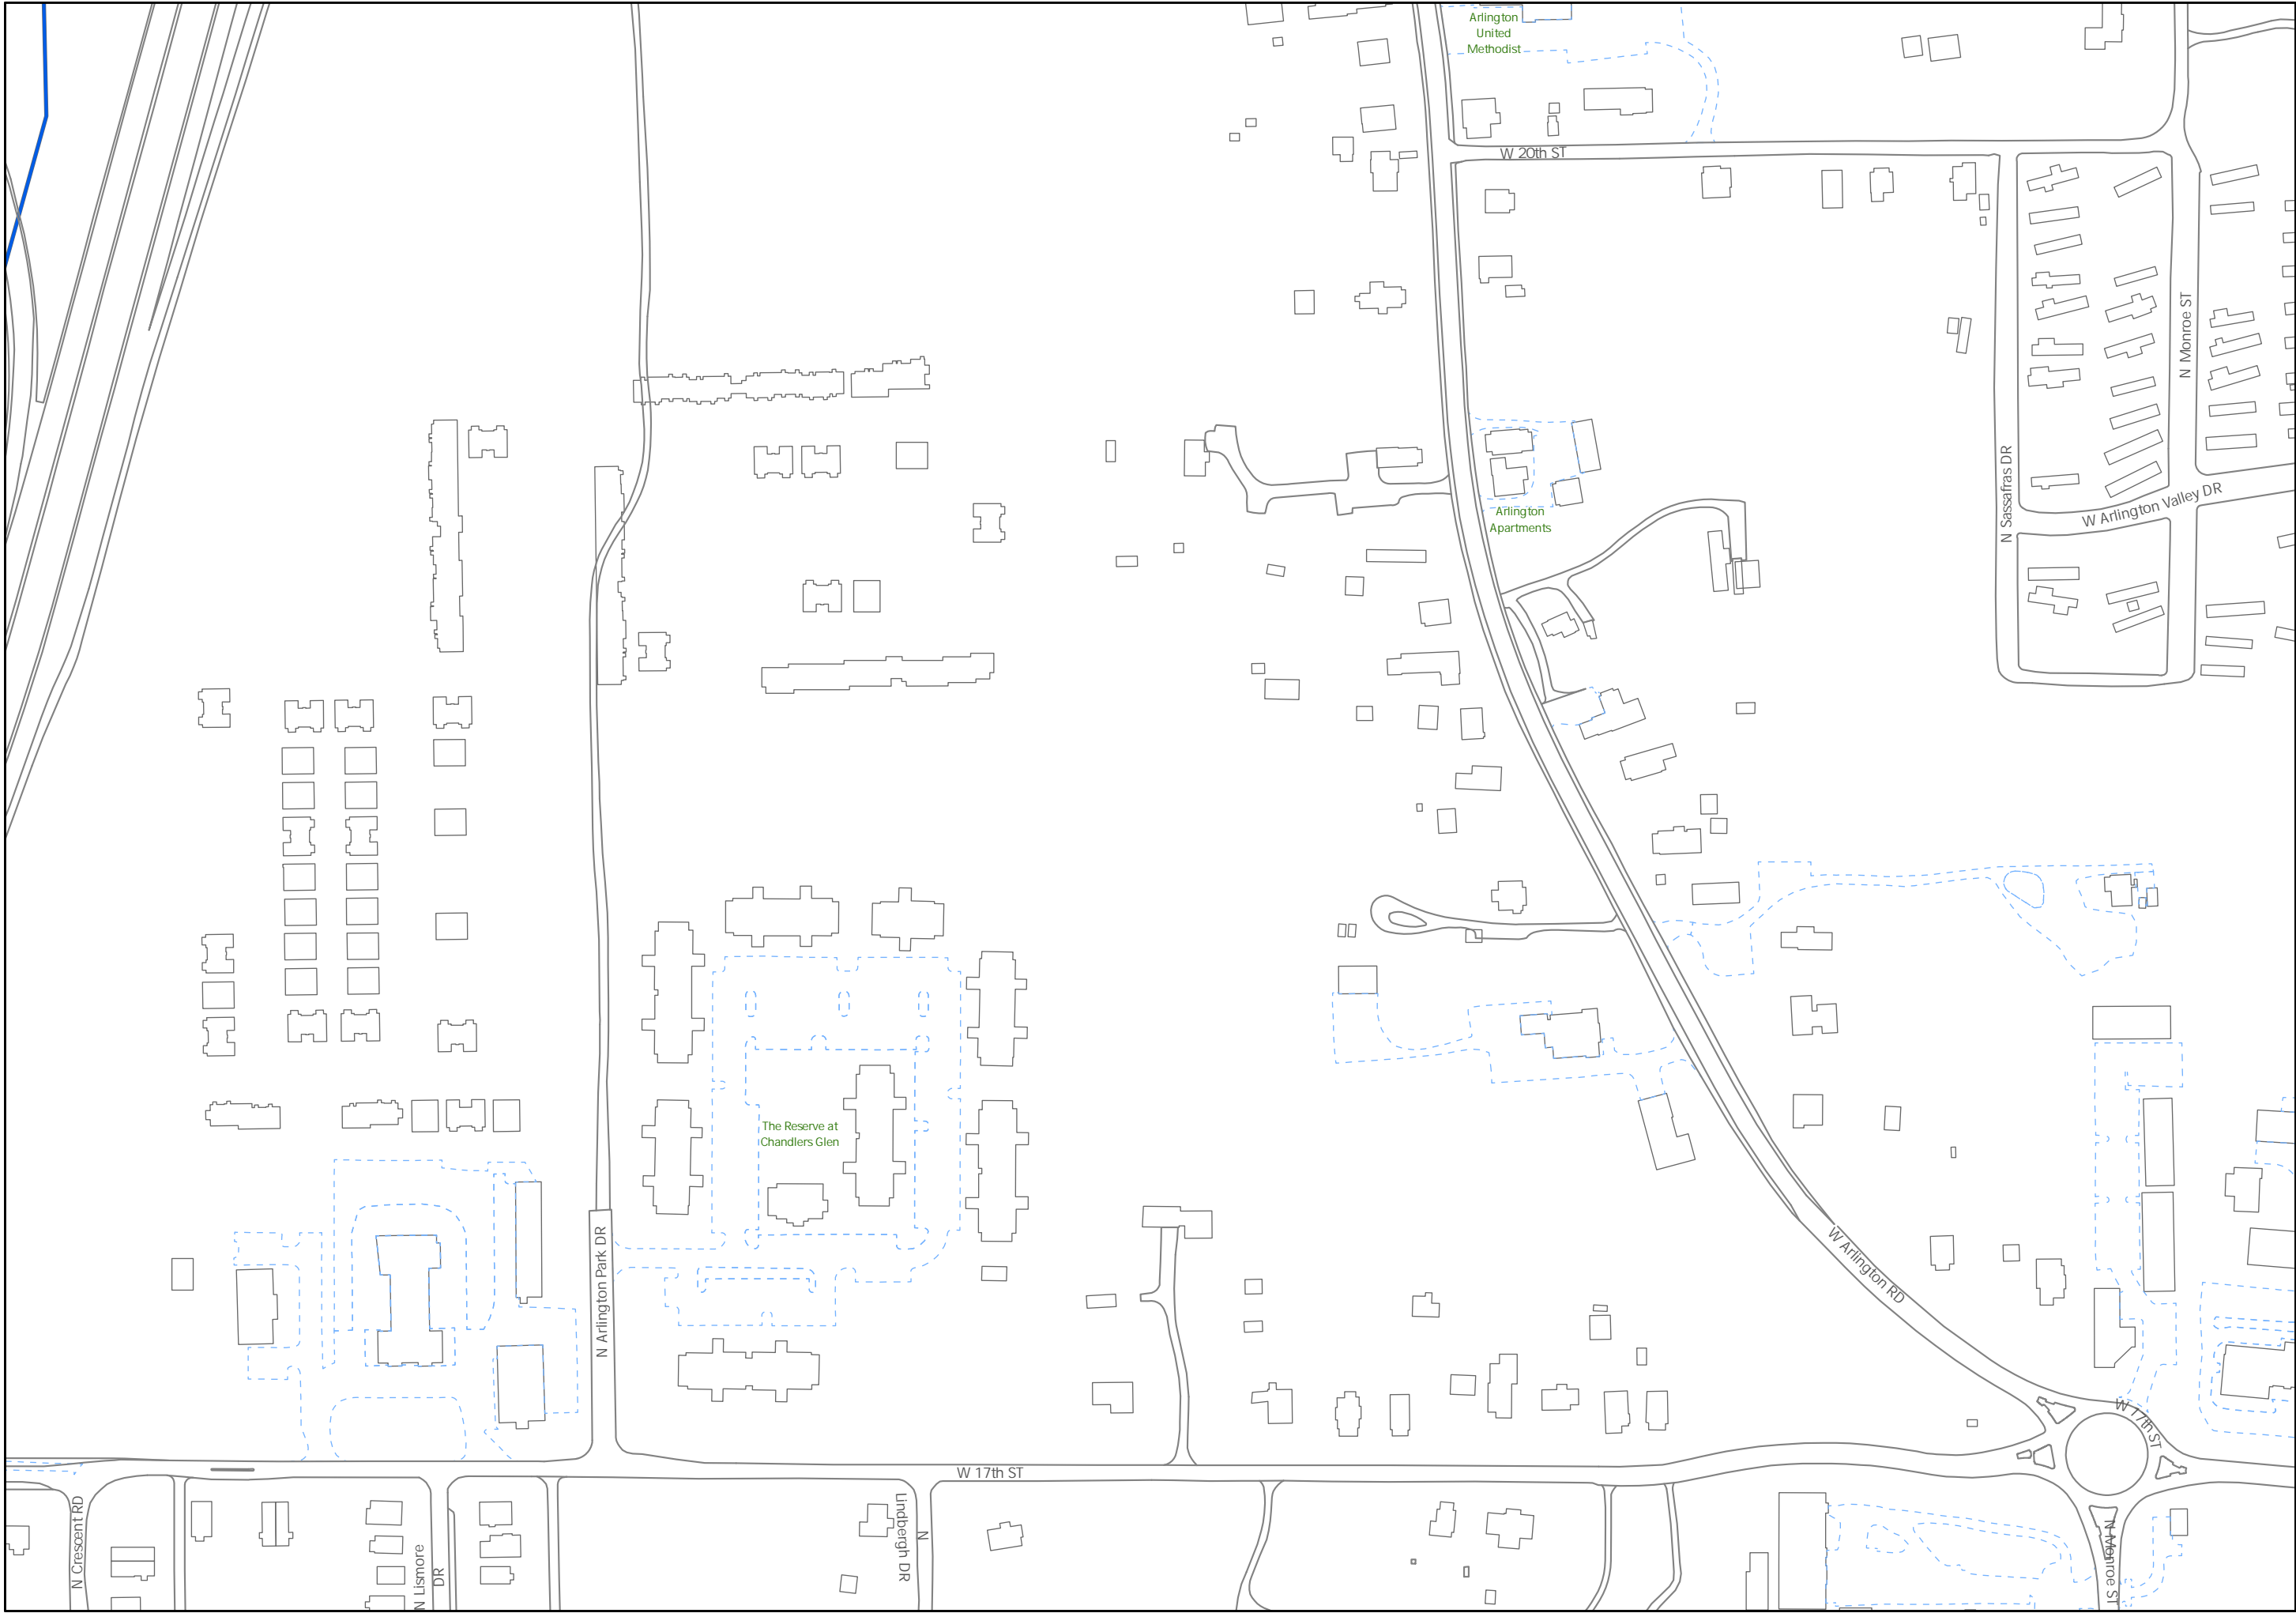 Arlington
United
Methodist
W 20th ST
N Monroe ST
N Sassafras DR
W Arlington Valley DR
Arlington
Apartments
The Reserve at
Chandlers Glen
N Arlington Park DR
W Arlington RD
W 17th ST
W 17th ST
N Crescent RD
N Lismore
DR
N
Lindbergh DR
N Monroe ST